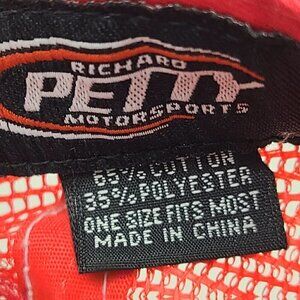 RICHARD
PETTY
MOTORSPORTS
65% COTTON
35% POLYESTER
ONE SIZE FITS MOST
MADE IN CHINA